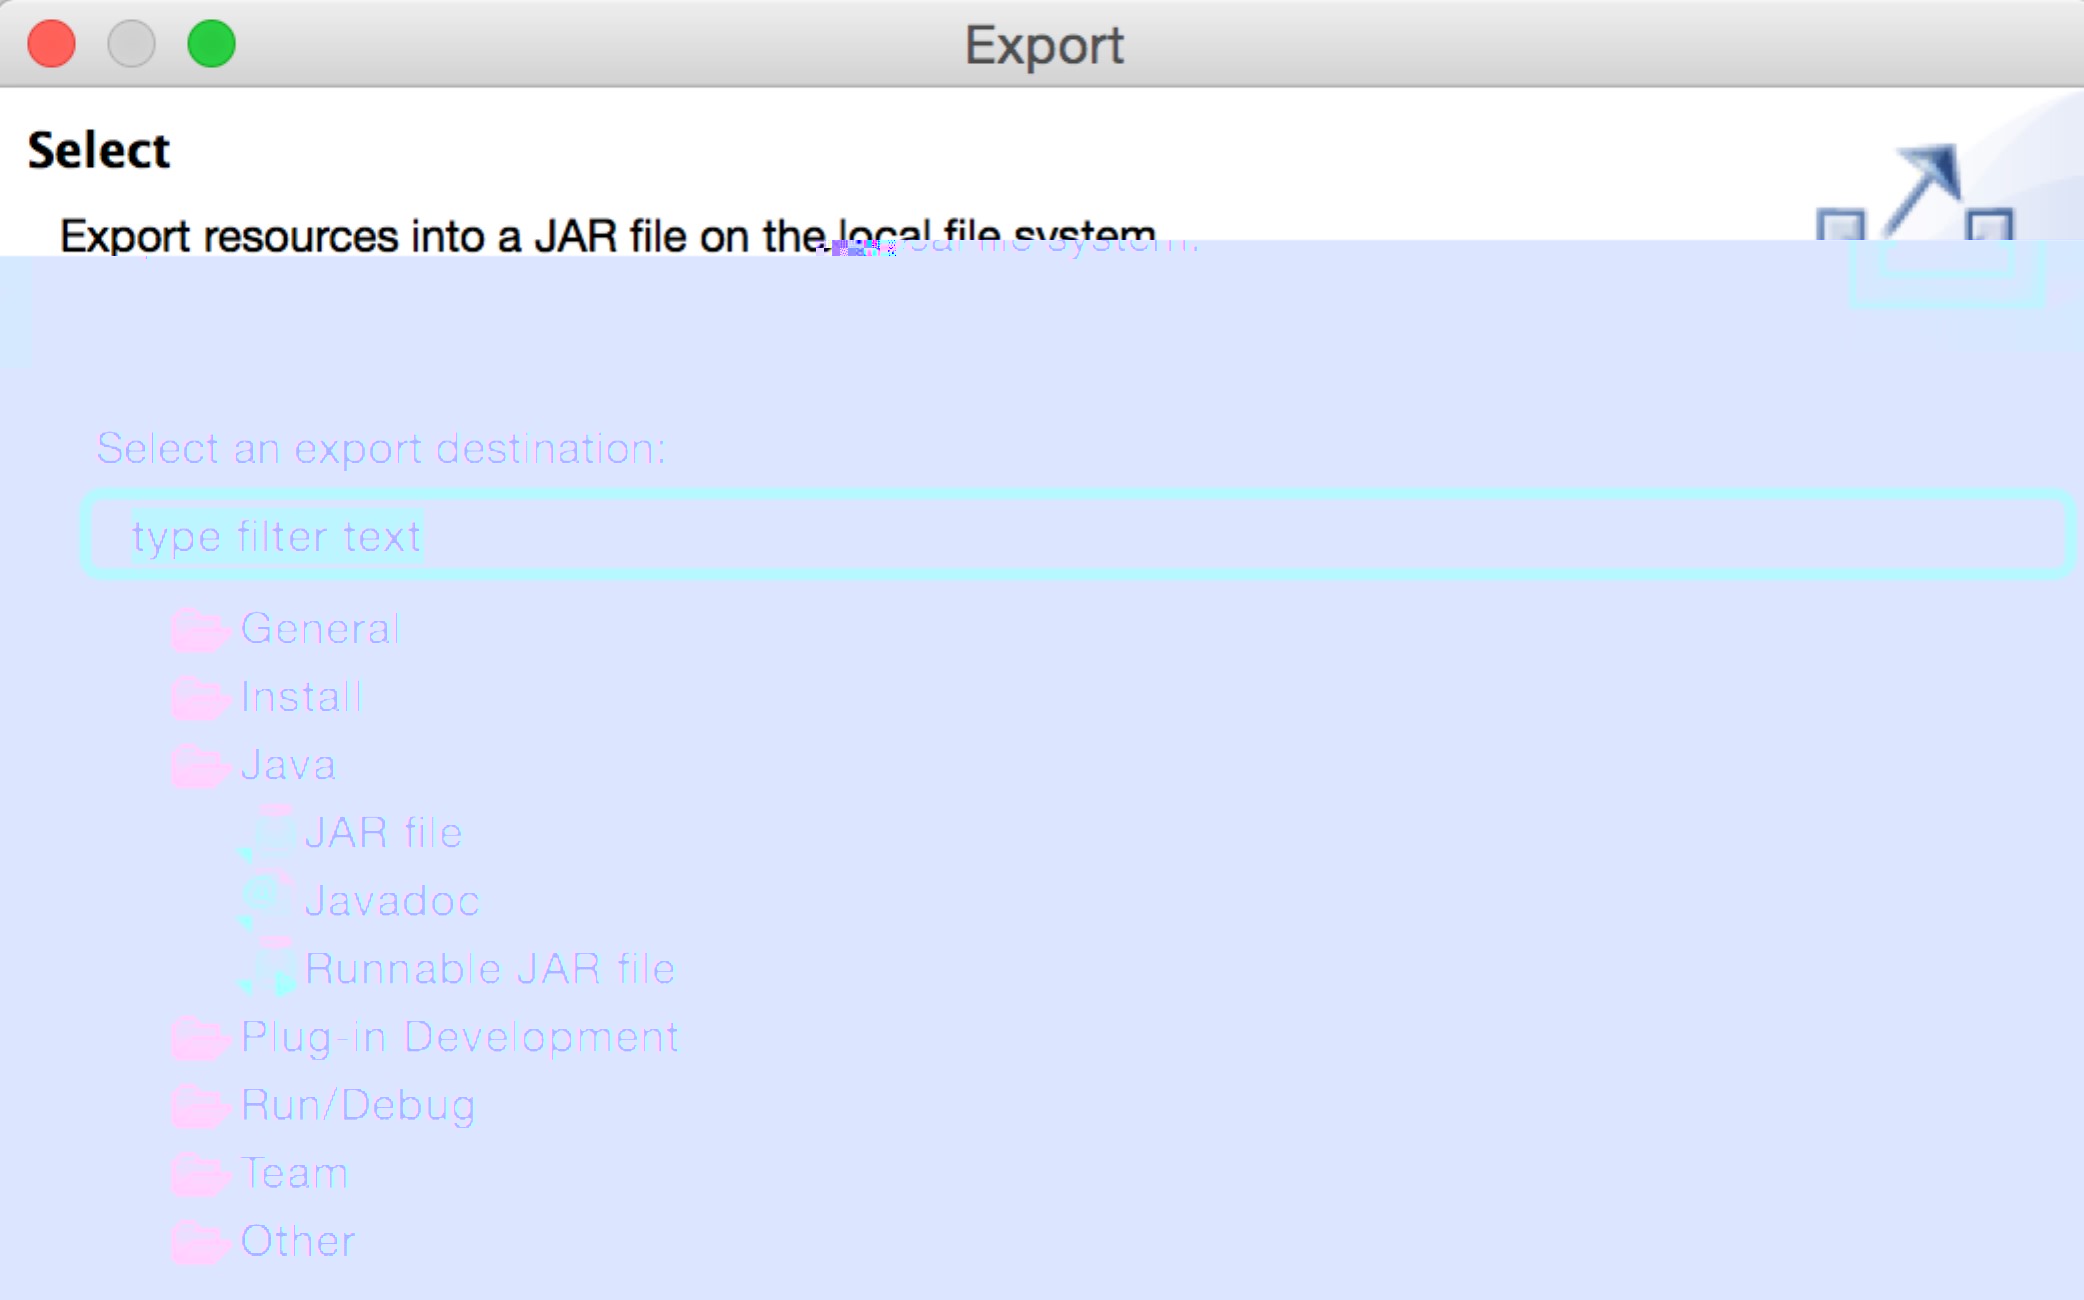 Export
Select
Export resources into a JAR file on the local file system.
Select an export destination:
type filter text
General
Install
Java
JAR file
Javadoc
Runnable JAR file
Plug-in Development
Run/Debug
Team
Other